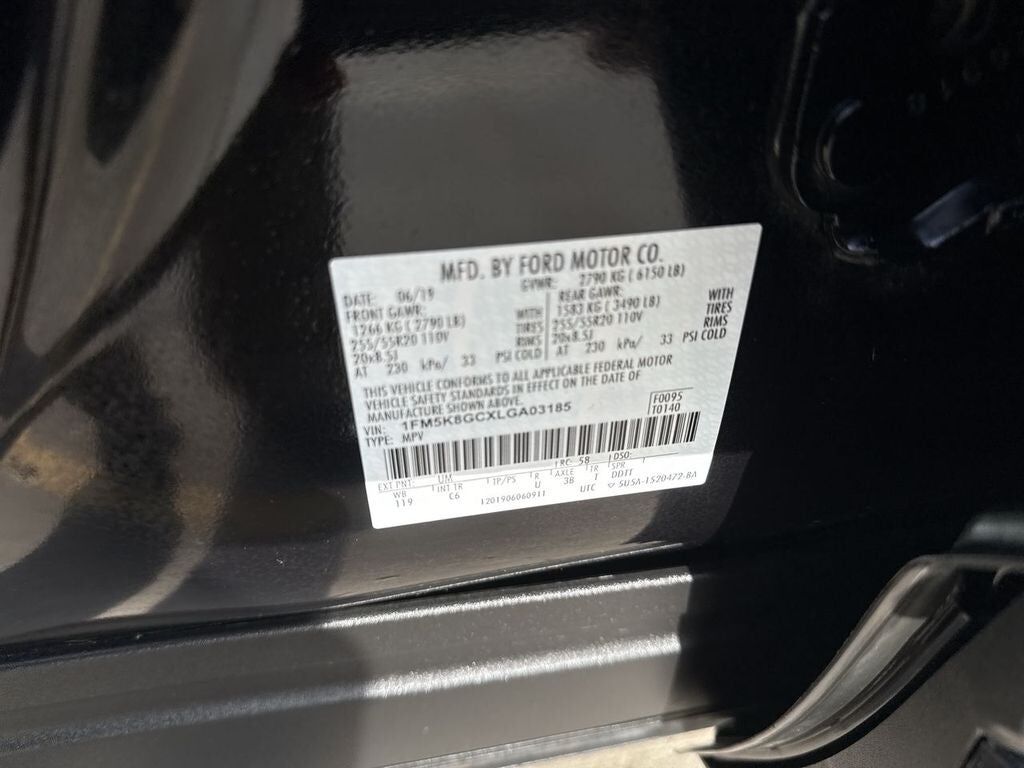 MFD. BY FORD MOTOR CO.
DATE: 06/19 GVWR: 2790 KG ( 6150 LB)
FRONT GAWR: REAR GAWR:
1266 KG ( 2790 LB) WITH 1583 KG ( 3490 LB) WITH
255/55R20 110V TIRES 255/55R20 110V TIRES
20x8.5J RIMS 20x8.5J RIMS
AT 230 kPa/ 33 PSI COLD AT 230 kPa/ 33 PSI COLD
THIS VEHICLE CONFORMS TO ALL APPLICABLE FEDERAL MOTOR
VEHICLE SAFETY STANDARDS IN EFFECT ON THE DATE OF
MANUFACTURE SHOWN ABOVE.
VIN: 1FM5K8GCXLGA03185 F0095
TYPE: MPV T0140
EXT PNT: UM RC: 58 DSO:
WB INT TR TP/PS R AXLE TR SPR
119 C6 U 3B T DDTT
1201906060911 UTC 5U5A-1520472-BA